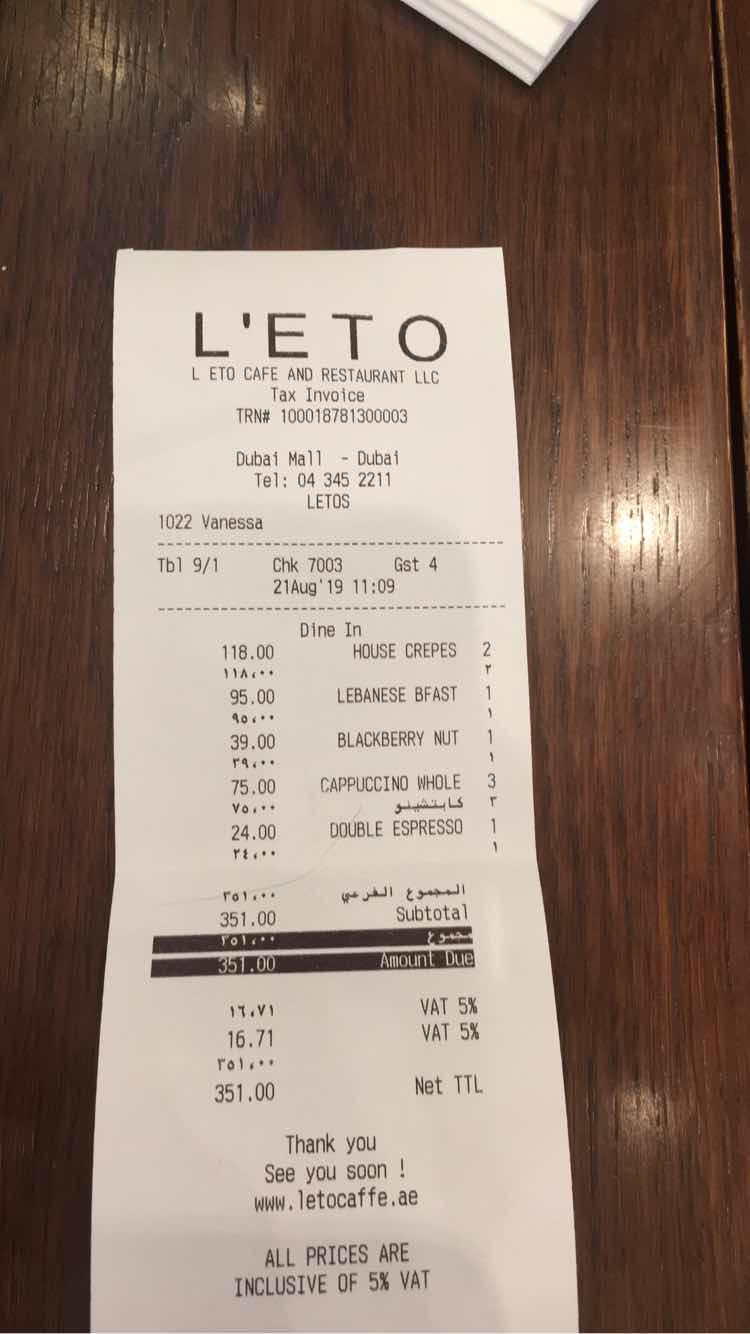 L'ETO
L ETO CAFE AND RESTAURANT LLC
Tax Invoice
TRN# 100018781300003
Dubai Mall - Dubai
Tel: 04 345 2211
LETOS
1022 Vanessa
Tbl 9/1 Chk 7003 Gst 4
21Aug'19 11:09
Dine In
118.00 HOUSE CREPES 2
١١٨،٠٠ ٢
95.00 LEBANESE BFAST 1
٩٥،٠٠ ١
39.00 BLACKBERRY NUT 1
٣٩،٠٠ ١
75.00 CAPPUCCINO WHOLE 3
٧٥،٠٠ كابتشينو ٣
24.00 DOUBLE ESPRESSO 1
٢٤،٠٠ ١
٣٥١،٠٠ المجموع الفرعي
351.00 Subtotal
٣٥١،٠٠ مجموع
351.00 Amount Due
١٦،٧١ VAT 5%
16.71 VAT 5%
٣٥١،٠٠
351.00 Net TTL
Thank you
See you soon !
www.letocaffe.ae
ALL PRICES ARE
INCLUSIVE OF 5% VAT